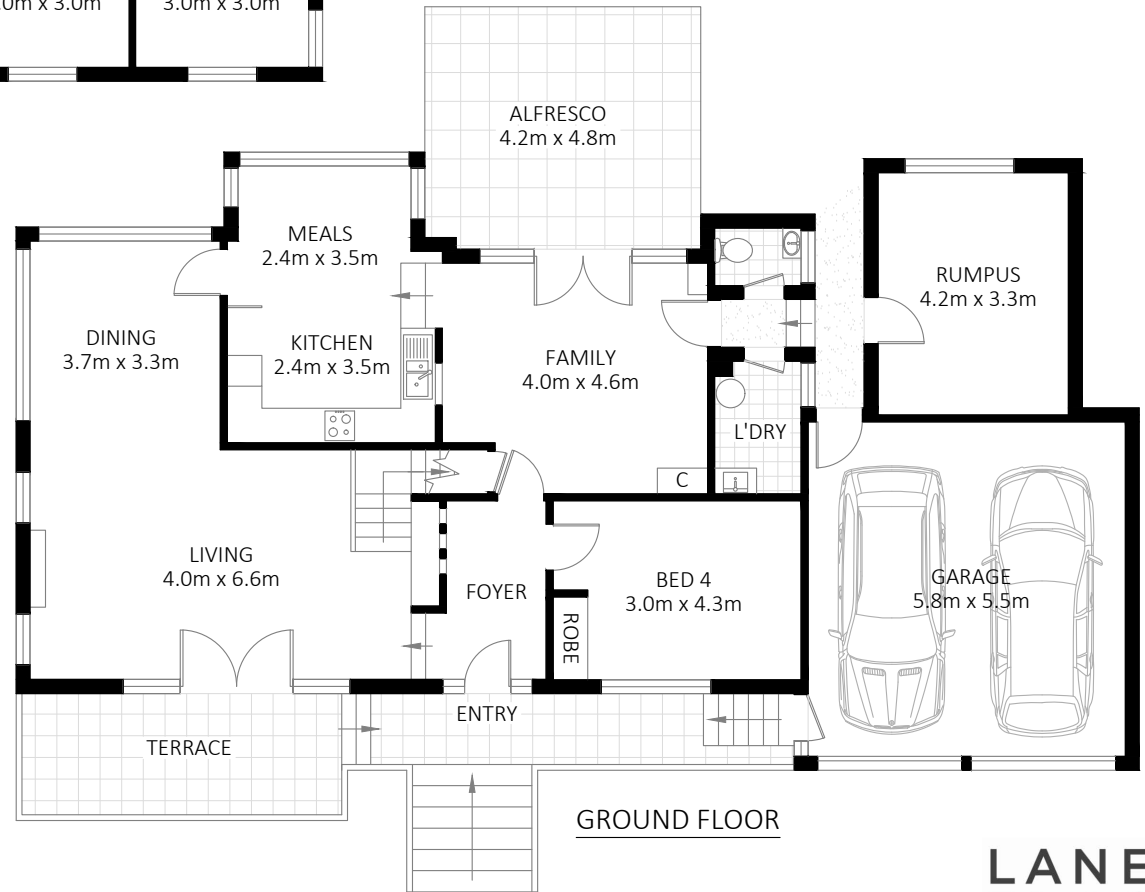 3.0m x 3.0m
ALFRESCO
4.2m x 4.8m
MEALS
2.4m x 3.5m
RUMPUS
4.2m x 3.3m
DINING
3.7m x 3.3m
KITCHEN
2.4m x 3.5m
FAMILY
4.0m x 4.6m
L'DRY
C
LIVING
4.0m x 6.6m
FOYER
BED 4
3.0m x 4.3m
GARAGE
5.8m x 5.5m
ROBE
ENTRY
TERRACE
GROUND FLOOR
LANE